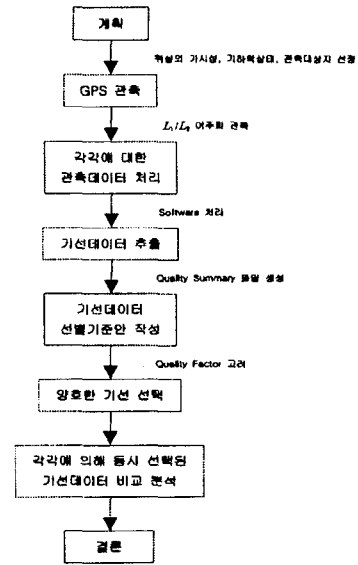 계획
위성의 가시성, 기하학상태, 관측대상지 선정
GPS 관측
L₁/L₂ 이주파 관측
각각에 대한
관측데이터 처리
Software 처리
기선데이터 추출
Quality Summary 파일 생성
기선데이터
선별기준안 작성
Quality Factor 고려
양호한 기선 선택
각각에 의해 동시 선택된
기선데이터 비교 분석
결론